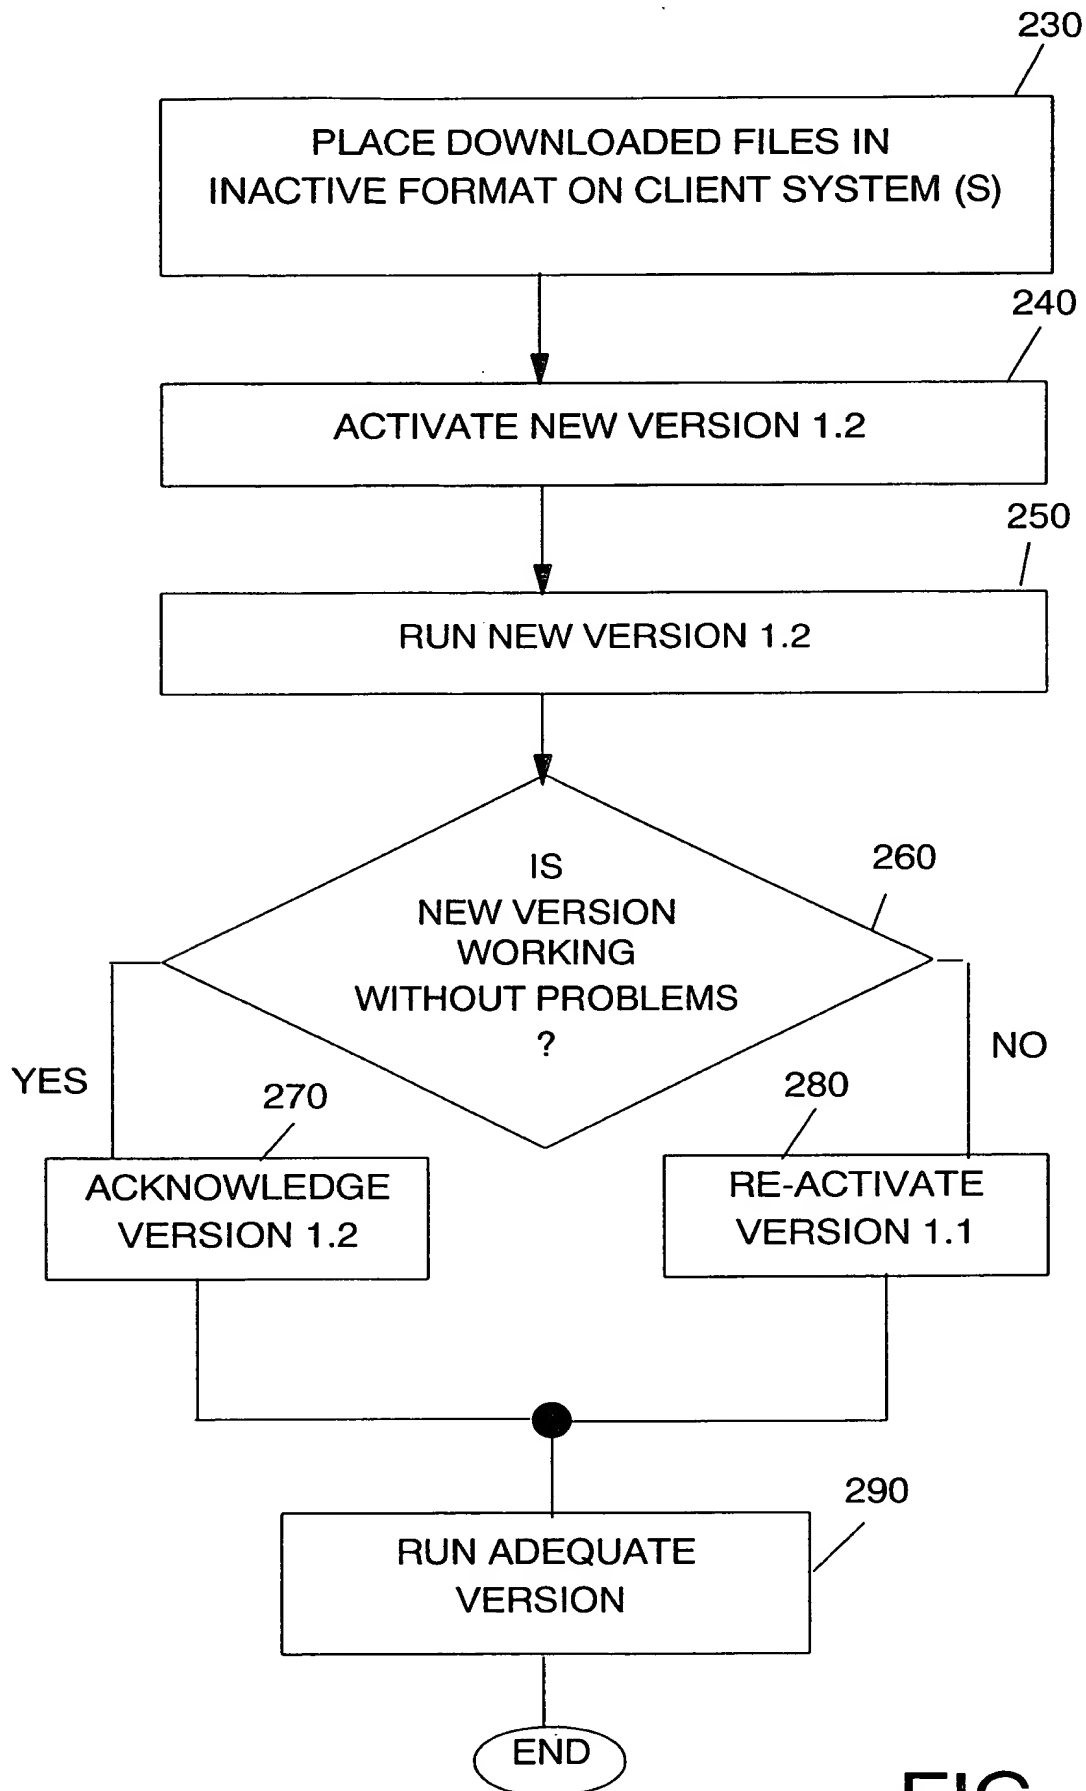 230
PLACE DOWNLOADED FILES IN
INACTIVE FORMAT ON CLIENT SYSTEM (S)
240
ACTIVATE NEW VERSION 1.2
250
RUN NEW VERSION 1.2
260
IS
NEW VERSION
WORKING
WITHOUT PROBLEMS
?
YES
NO
270
ACKNOWLEDGE
VERSION 1.2
280
RE-ACTIVATE
VERSION 1.1
290
RUN ADEQUATE
VERSION
END
FIG